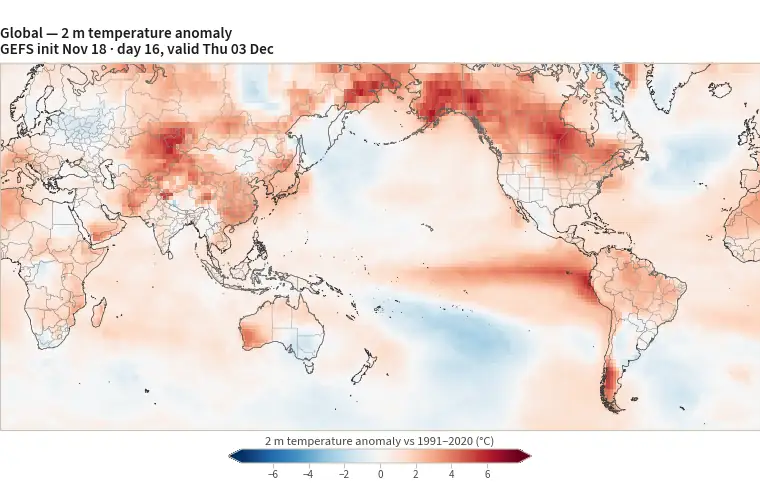 Global — 2 m temperature anomaly
GEFS init Nov 18 · day 16, valid Thu 03 Dec
2 m temperature anomaly vs 1991–2020 (°C)
−6 −4 −2 0 2 4 6